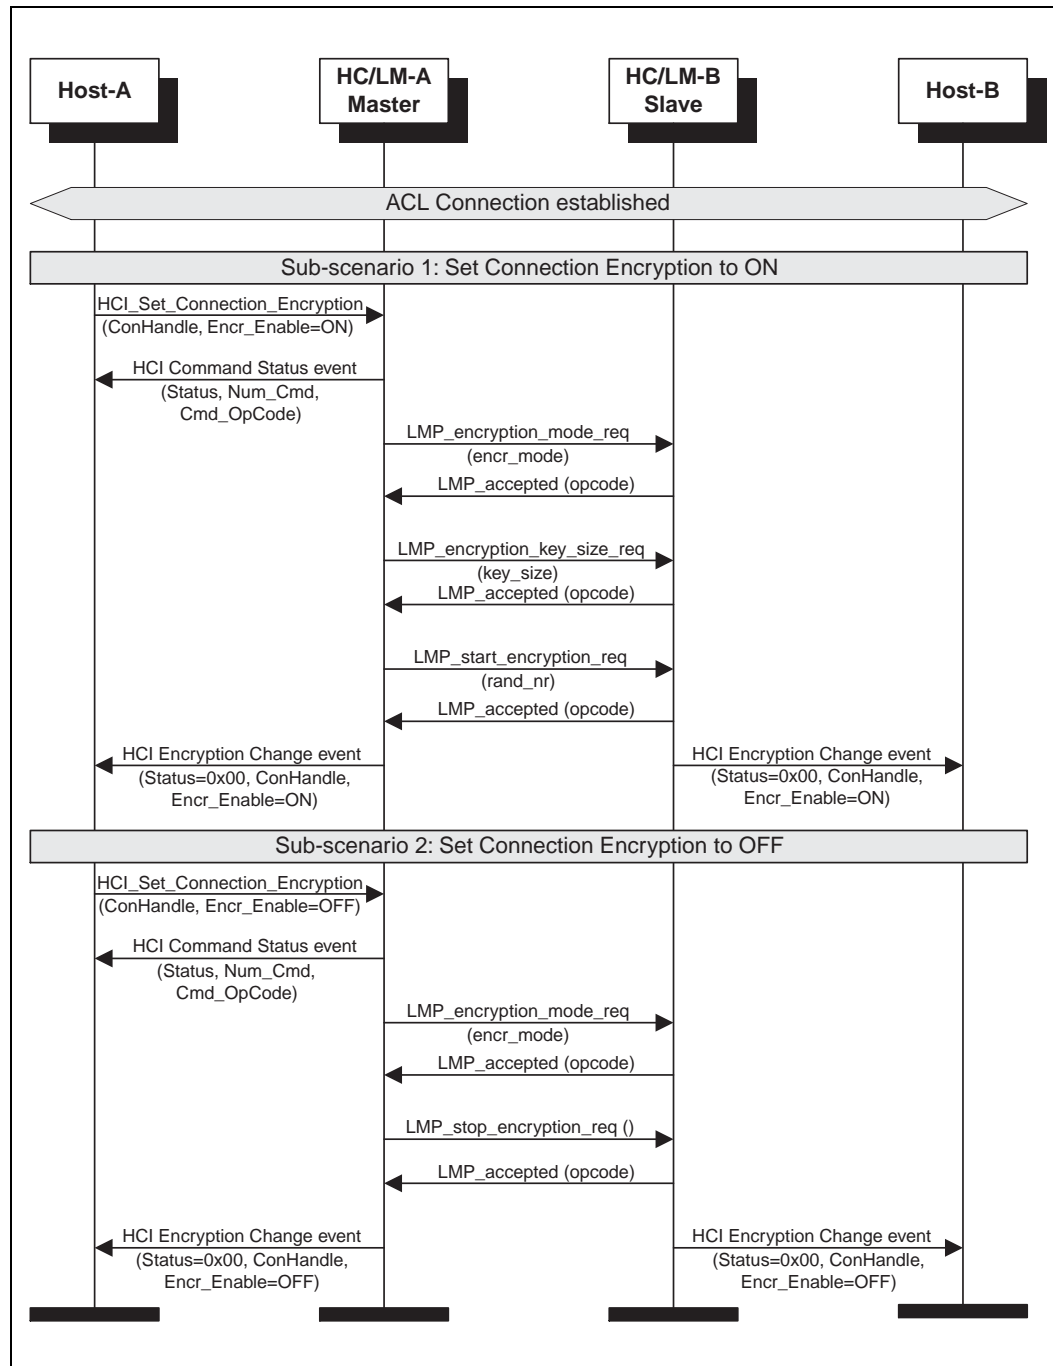 Host-A
HC/LM-A
Master
HC/LM-B
Slave
Host-B
ACL Connection established
Sub-scenario 1: Set Connection Encryption to ON
HCI_Set_Connection_Encryption
(ConHandle, Encr_Enable=ON)
HCI Command Status event
(Status, Num_Cmd,
Cmd_OpCode)
LMP_encryption_mode_req
(encr_mode)
LMP_accepted (opcode)
LMP_encryption_key_size_req
(key_size)
LMP_accepted (opcode)
LMP_start_encryption_req
(rand_nr)
LMP_accepted (opcode)
HCI Encryption Change event
(Status=0x00, ConHandle,
Encr_Enable=ON)
HCI Encryption Change event
(Status=0x00, ConHandle,
Encr_Enable=ON)
Sub-scenario 2: Set Connection Encryption to OFF
HCI_Set_Connection_Encryption
(ConHandle, Encr_Enable=OFF)
HCI Command Status event
(Status, Num_Cmd,
Cmd_OpCode)
LMP_encryption_mode_req
(encr_mode)
LMP_accepted (opcode)
LMP_stop_encryption_req ()
LMP_accepted (opcode)
HCI Encryption Change event
(Status=0x00, ConHandle,
Encr_Enable=OFF)
HCI Encryption Change event
(Status=0x00, ConHandle,
Encr_Enable=OFF)